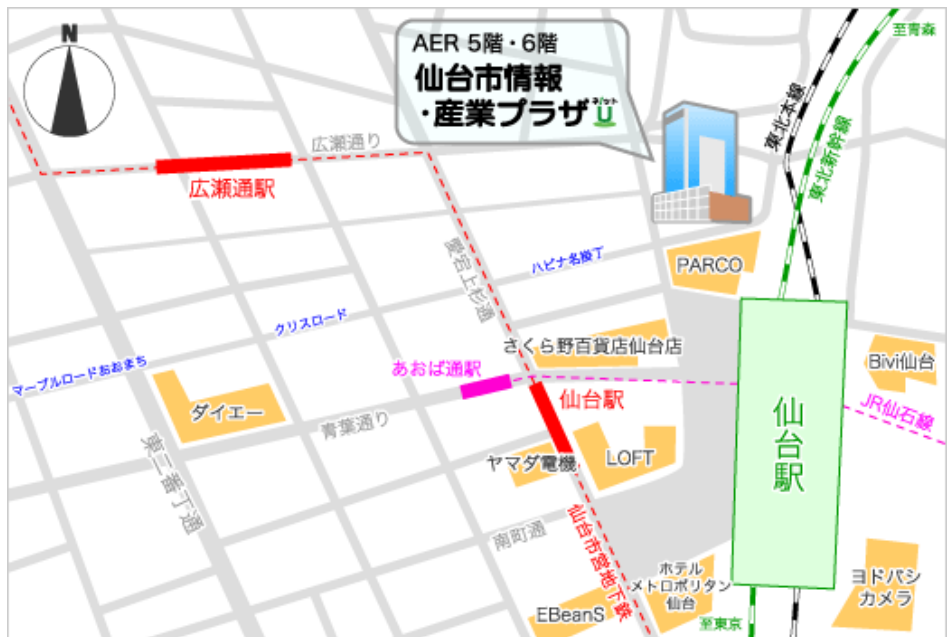 N
AER 5階・6階
仙台市情報
・産業プラザ
ネ!ット
U
至青森
東北本線
東北新幹線
広瀬通り
広瀬通駅
愛宕上杉通
ハピナ名掛丁
PARCO
クリスロード
さくら野百貨店仙台店
マーブルロードおおまち
あおば通駅
Bivi仙台
ダイエー
仙台駅
JR仙石線
青葉通り
仙台駅
東二番丁通
ヤマダ電機
LOFT
南町通
仙台市営地下鉄
ホテル
メトロポリタン
仙台
ヨドバシ
カメラ
EBeanS
至東京